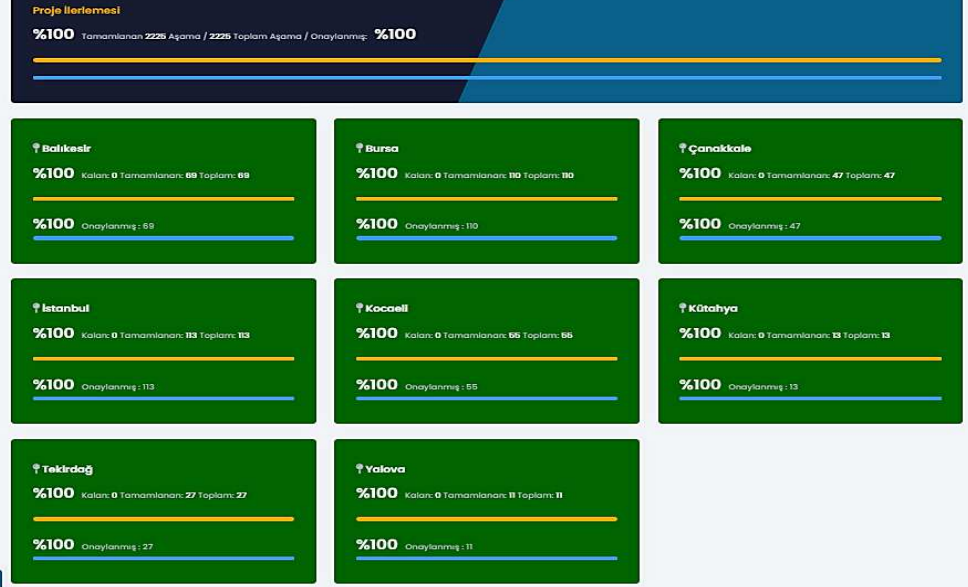 Proje İlerlemesi
%100 Tamamlanan 2225 Aşama / 2225 Toplam Aşama / Onaylanmış: %100
Balıkesir
%100 Kalan: 0 Tamamlanan: 69 Toplam: 69
%100 Onaylanmış : 69
Bursa
%100 Kalan: 0 Tamamlanan: 110 Toplam: 110
%100 Onaylanmış : 110
Çanakkale
%100 Kalan: 0 Tamamlanan: 47 Toplam: 47
%100 Onaylanmış : 47
İstanbul
%100 Kalan: 0 Tamamlanan: 113 Toplam: 113
%100 Onaylanmış : 113
Kocaeli
%100 Kalan: 0 Tamamlanan: 55 Toplam: 55
%100 Onaylanmış : 55
Kütahya
%100 Kalan: 0 Tamamlanan: 13 Toplam: 13
%100 Onaylanmış : 13
Tekirdağ
%100 Kalan: 0 Tamamlanan: 27 Toplam: 27
%100 Onaylanmış : 27
Yalova
%100 Kalan: 0 Tamamlanan: 11 Toplam: 11
%100 Onaylanmış : 11